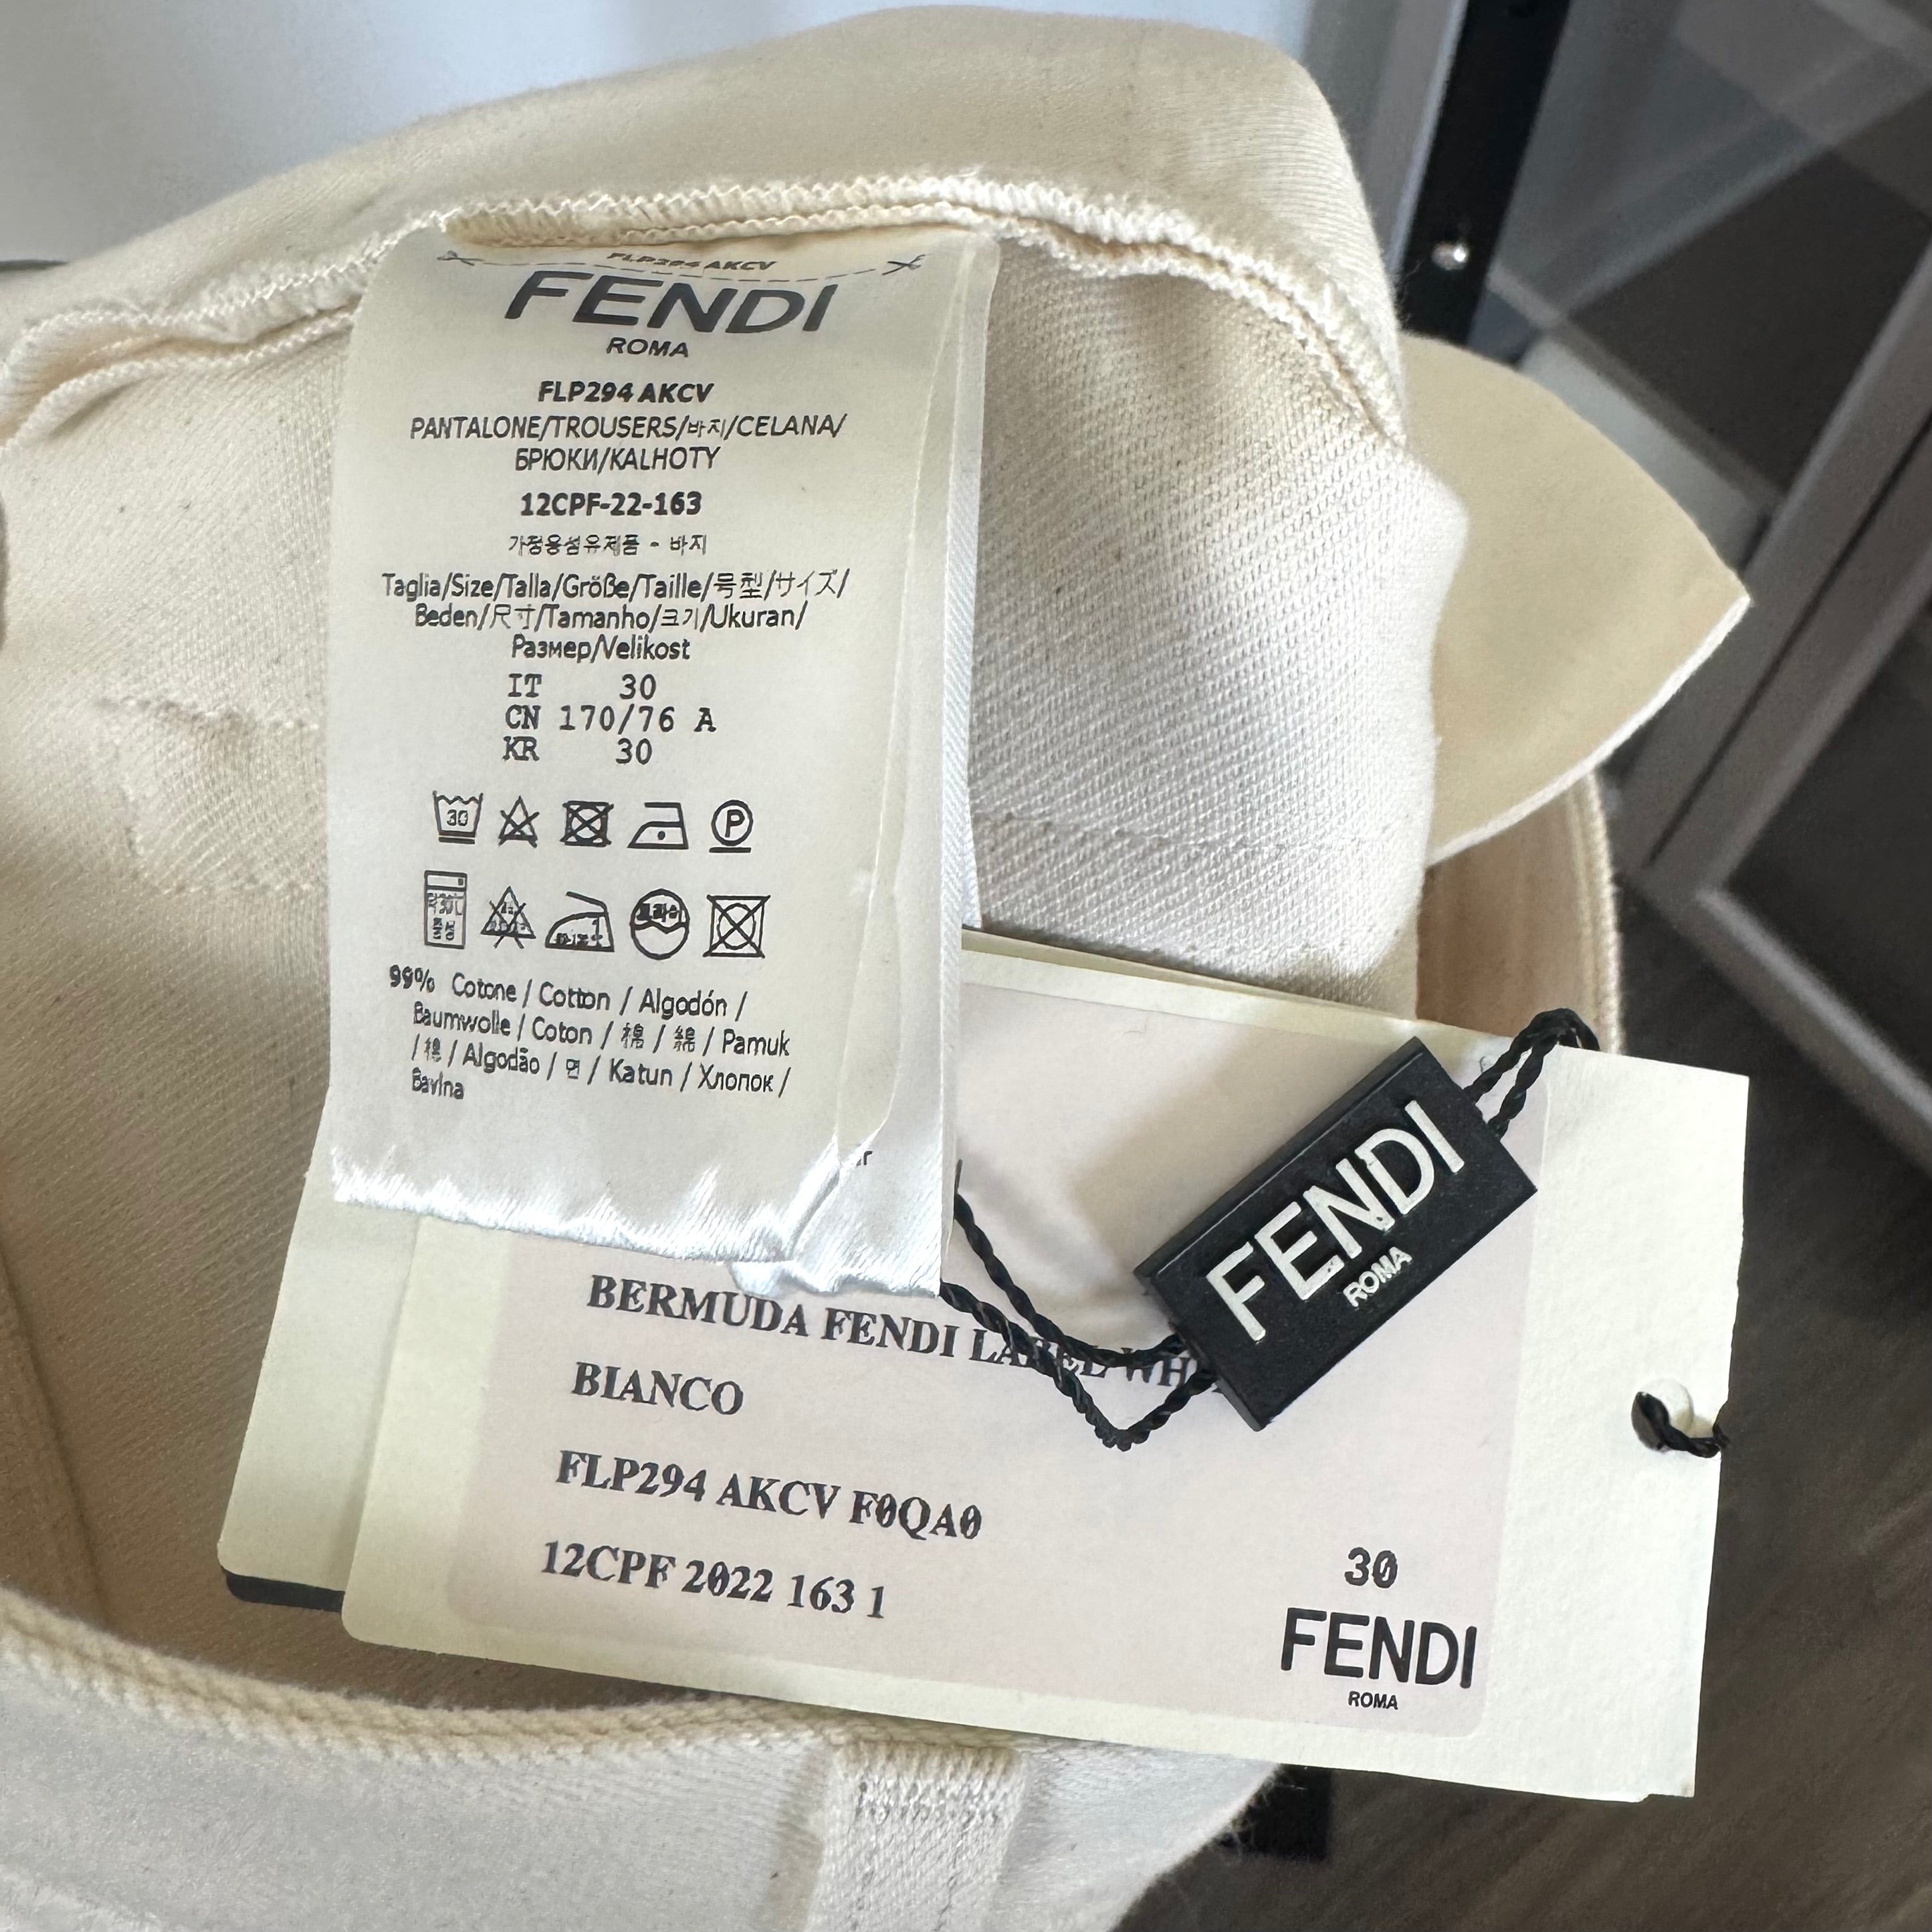 FLP294 AKCV
FENDI
ROMA
FLP294 AKCV
PANTALONE/TROUSERS/바지/CELANA/
БРЮКИ/KALHOTY
12CPF-22-163
가정용섬유제품 - 바지
Taglia/Size/Talla/Größe/Taille/号型/サイズ/
Beden/尺寸/Tamanho/크기/Ukuran/
Размер/Velikost
IT 30
CN 170/76 A
KR 30
30
P
99% Cotone / Cotton / Algodón /
Baumwolle / Coton / 棉 / 綿 / Pamuk
/ 棉 / Algodão / 면 / Katun / Хлопок /
Bavlna
FENDI
ROMA
BERMUDA FENDI LABEL
BIANCO
FLP294 AKCV F0QA0
12CPF 2022 163 1
30
FENDI
ROMA